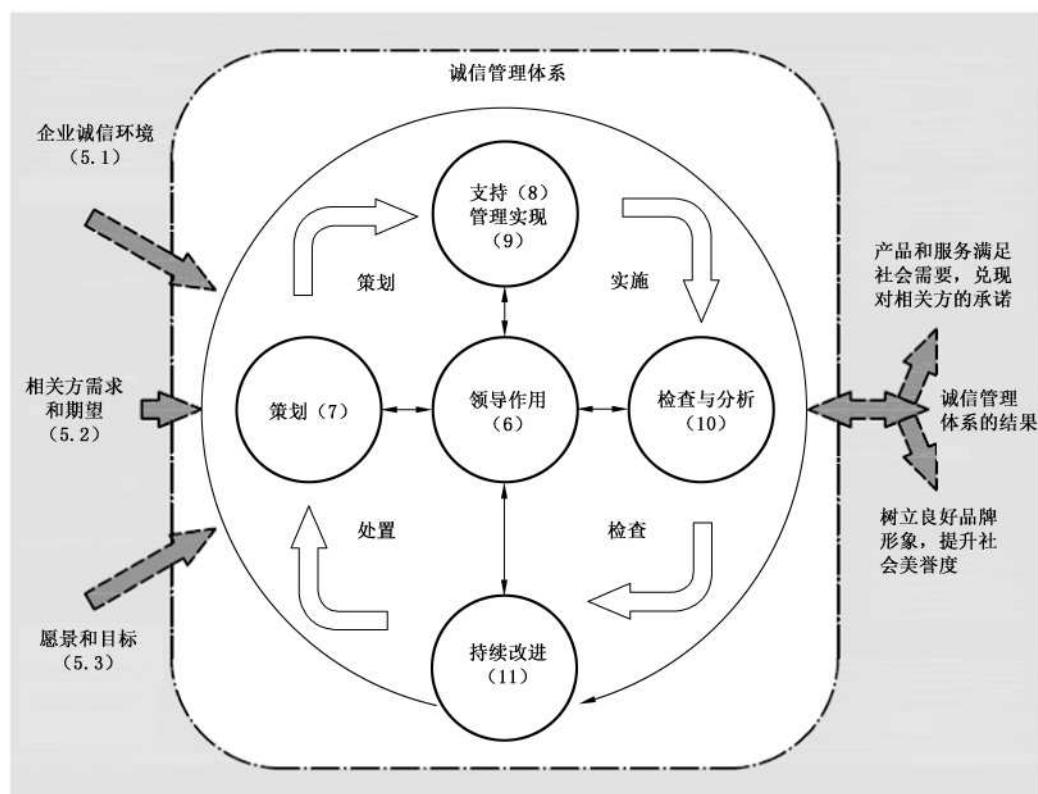 诚信管理体系
企业诚信环境
（5.1）
支持（8）
管理实现
（9）
策划
实施
产品和服务满足
社会需要，兑现
对相关方的承诺
相关方需求
和期望
（5.2）
策划（7）
领导作用
（6）
检查与分析
（10）
诚信管理
体系的结果
处置
检查
树立良好品牌
形象，提升社
会美誉度
愿景和目标
（5.3）
持续改进
（11）